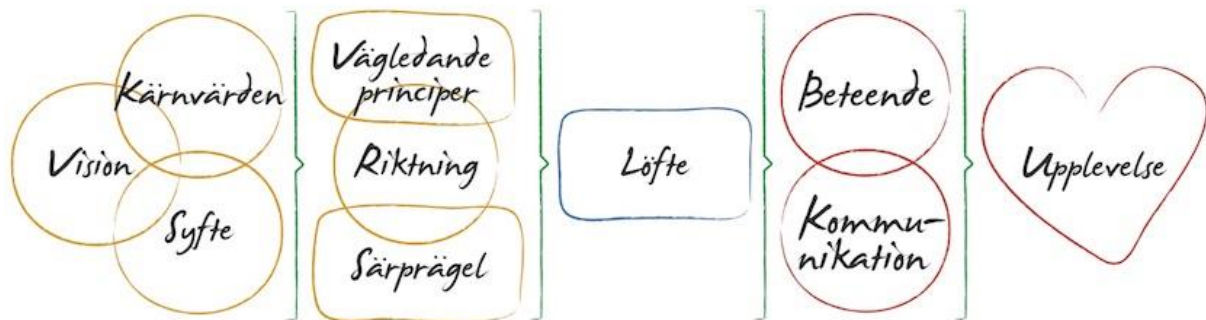 Kärnvärden
Vision
Syfte
Vägledande
principer
Riktning
Särprägel
Löfte
Beteende
Kommu-
nikation
Upplevelse